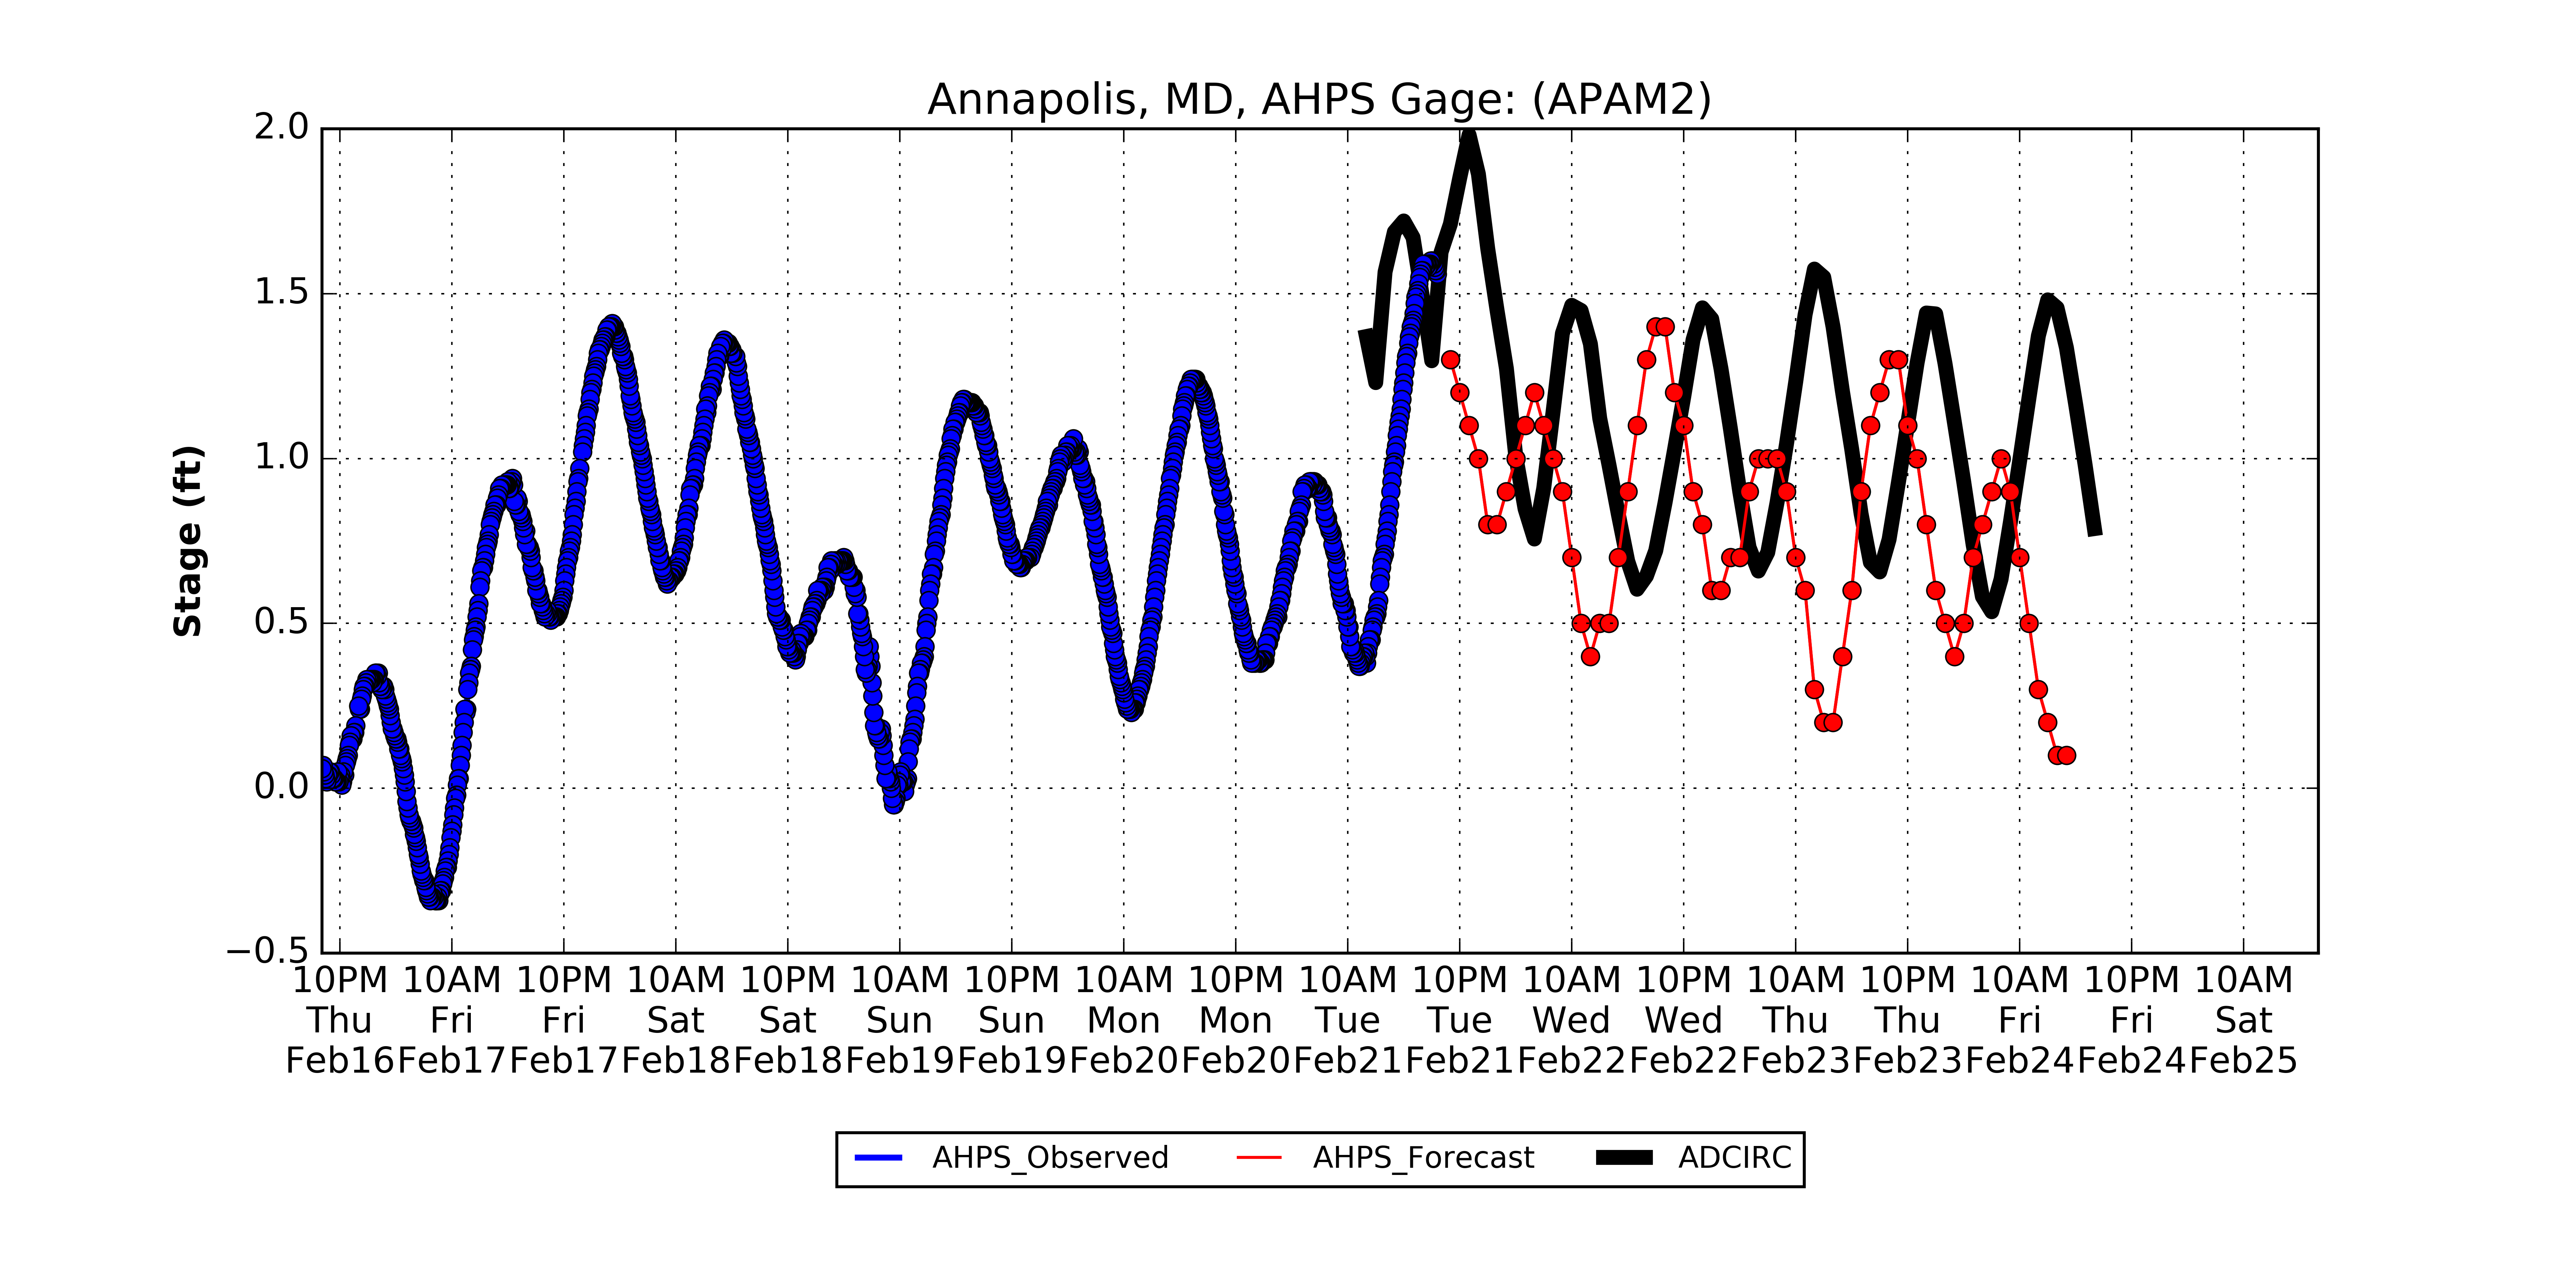 Annapolis, MD, AHPS Gage: (APAM2)
2.0
1.5
1.0
0.5
0.0
−0.5
Stage (ft)
10PM 10AM 10PM 10AM 10PM 10AM 10PM 10AM 10PM 10AM 10PM 10AM 10PM 10AM 10PM 10AM 10PM 10AM
Thu Fri Fri Sat Sat Sun Sun Mon Mon Tue Tue Wed Wed Thu Thu Fri Fri Sat
Feb16 Feb17 Feb17 Feb18 Feb18 Feb19 Feb19 Feb20 Feb20 Feb21 Feb21 Feb22 Feb22 Feb23 Feb23 Feb24 Feb24 Feb25
AHPS_Observed AHPS_Forecast ADCIRC